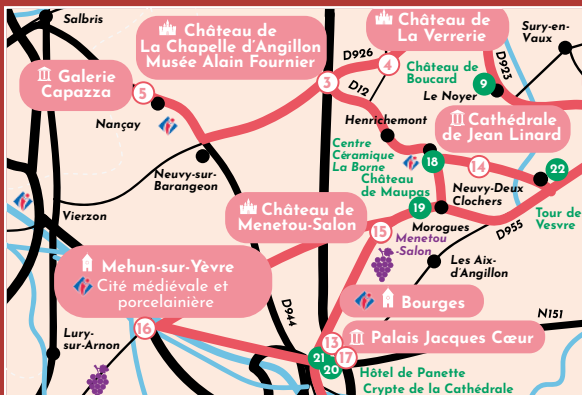 Salbris
Château de
La Chapelle d'Angillon
Musée Alain Fournier
Château de
La Verrerie
Sury-en-
Vaux
D926
D923
4
Château de
Boucard
9
Le Noyer
Galerie
Capazza
5
3
D12
Nançay
Henrichemont
Cathédrale
de Jean Linard
Centre
Céramique
La Borne
18
14
22
Neuvy-sur-
Barangeon
Château
de Maupas
Neuvy-Deux
Clochers
Vierzon
Château de
Menetou-Salon
19
Morogues
Tour de
Vesvre
15
Menetou
-Salon
D955
Les Aix-
d'Angillon
Mehun-sur-Yèvre
Cité médiévale et
porcelainière
D944
Bourges
N151
16
13
Palais Jacques Cœur
Lury-
sur-Arnon
21
17
20
Hôtel de Panette
Crypte de la Cathédrale